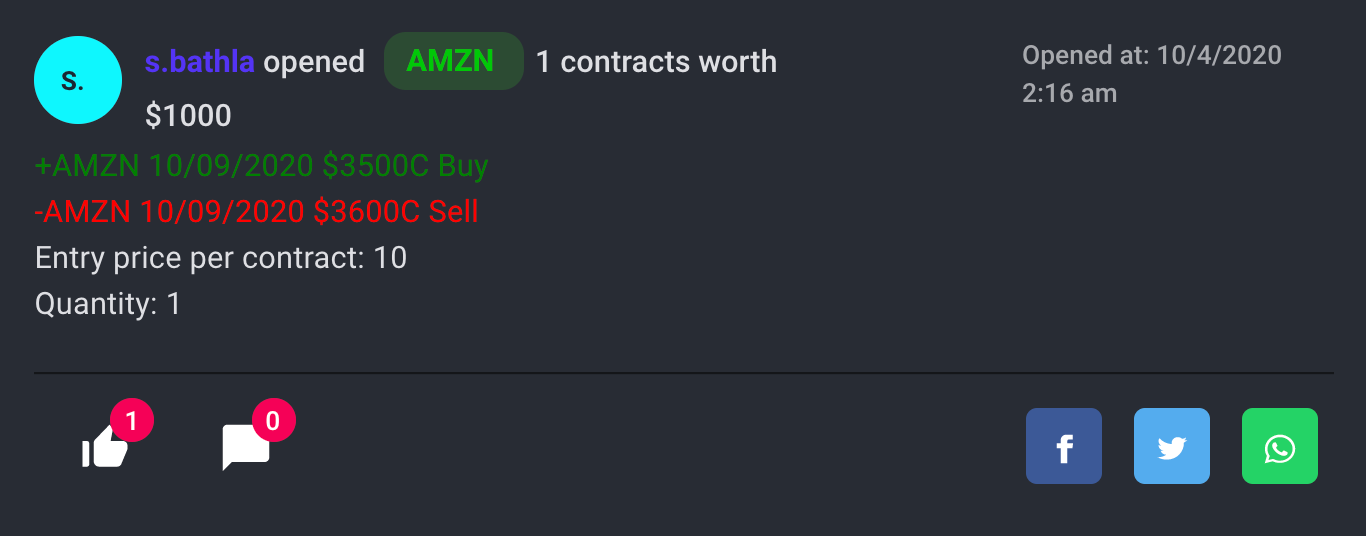 S.
s.bathla opened AMZN 1 contracts worth
$1000
Opened at: 10/4/2020
2:16 am
+AMZN 10/09/2020 $3500C Buy
-AMZN 10/09/2020 $3600C Sell
Entry price per contract: 10
Quantity: 1
1
0
f